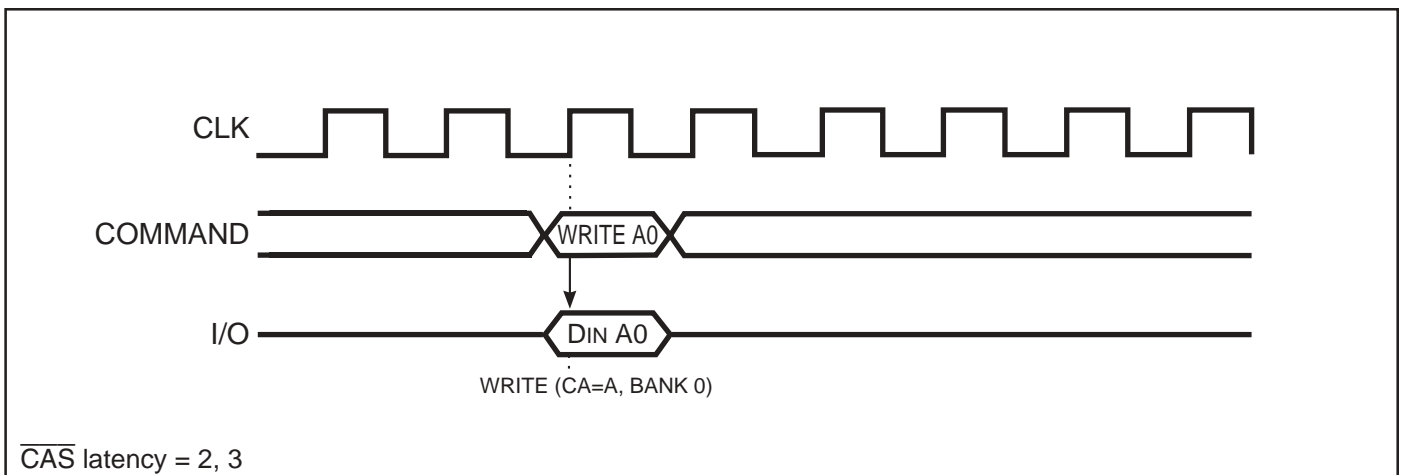 CLK
COMMAND
WRITE A0
I/O
DIN A0
WRITE (CA=A, BANK 0)
CAS latency = 2, 3